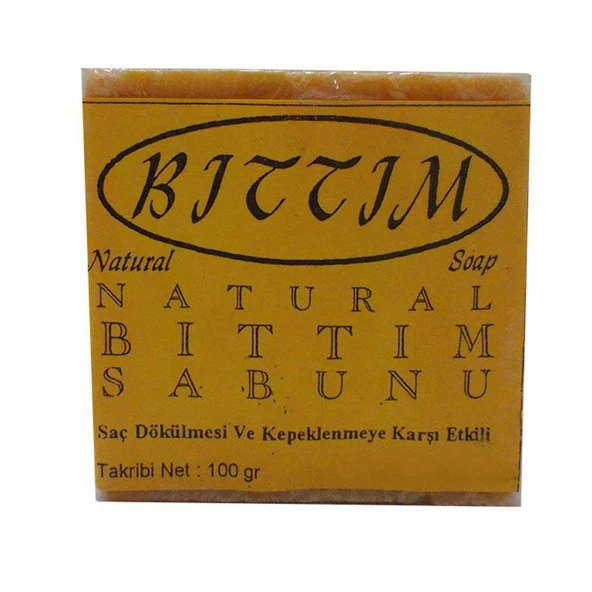 BITTIM
Natural Soap
NATURAL
BITTIM
SABUNU
Saç Dökülmesi Ve Kepeklenmeye Karşı Etkili
Takribi Net : 100 gr